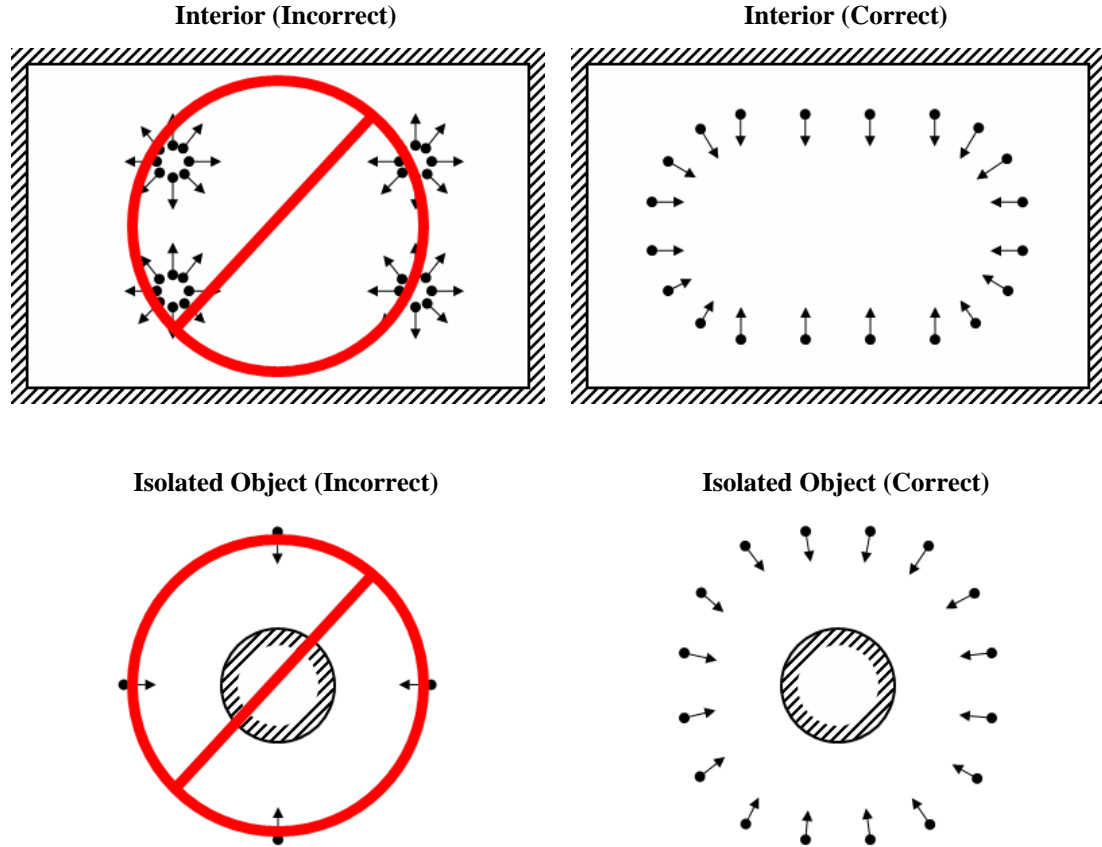 Interior (Incorrect)
Interior (Correct)
Isolated Object (Incorrect)
Isolated Object (Correct)